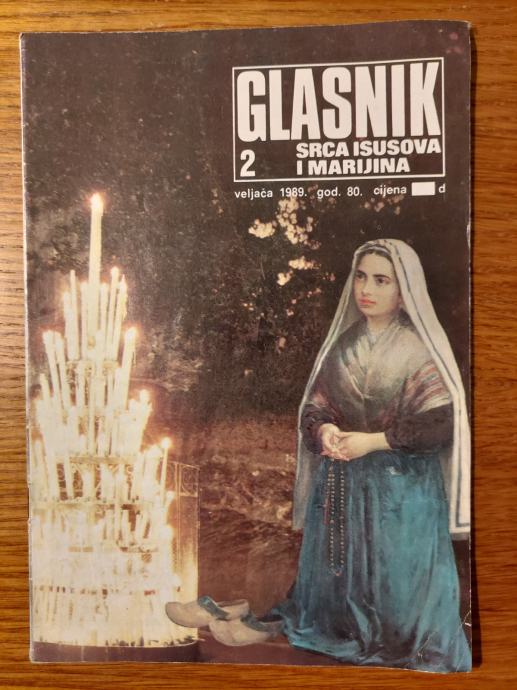 GLASNIK
2 SRCA ISUSOVA
I MARIJINA
veljača 1989. god. 80. cijena d